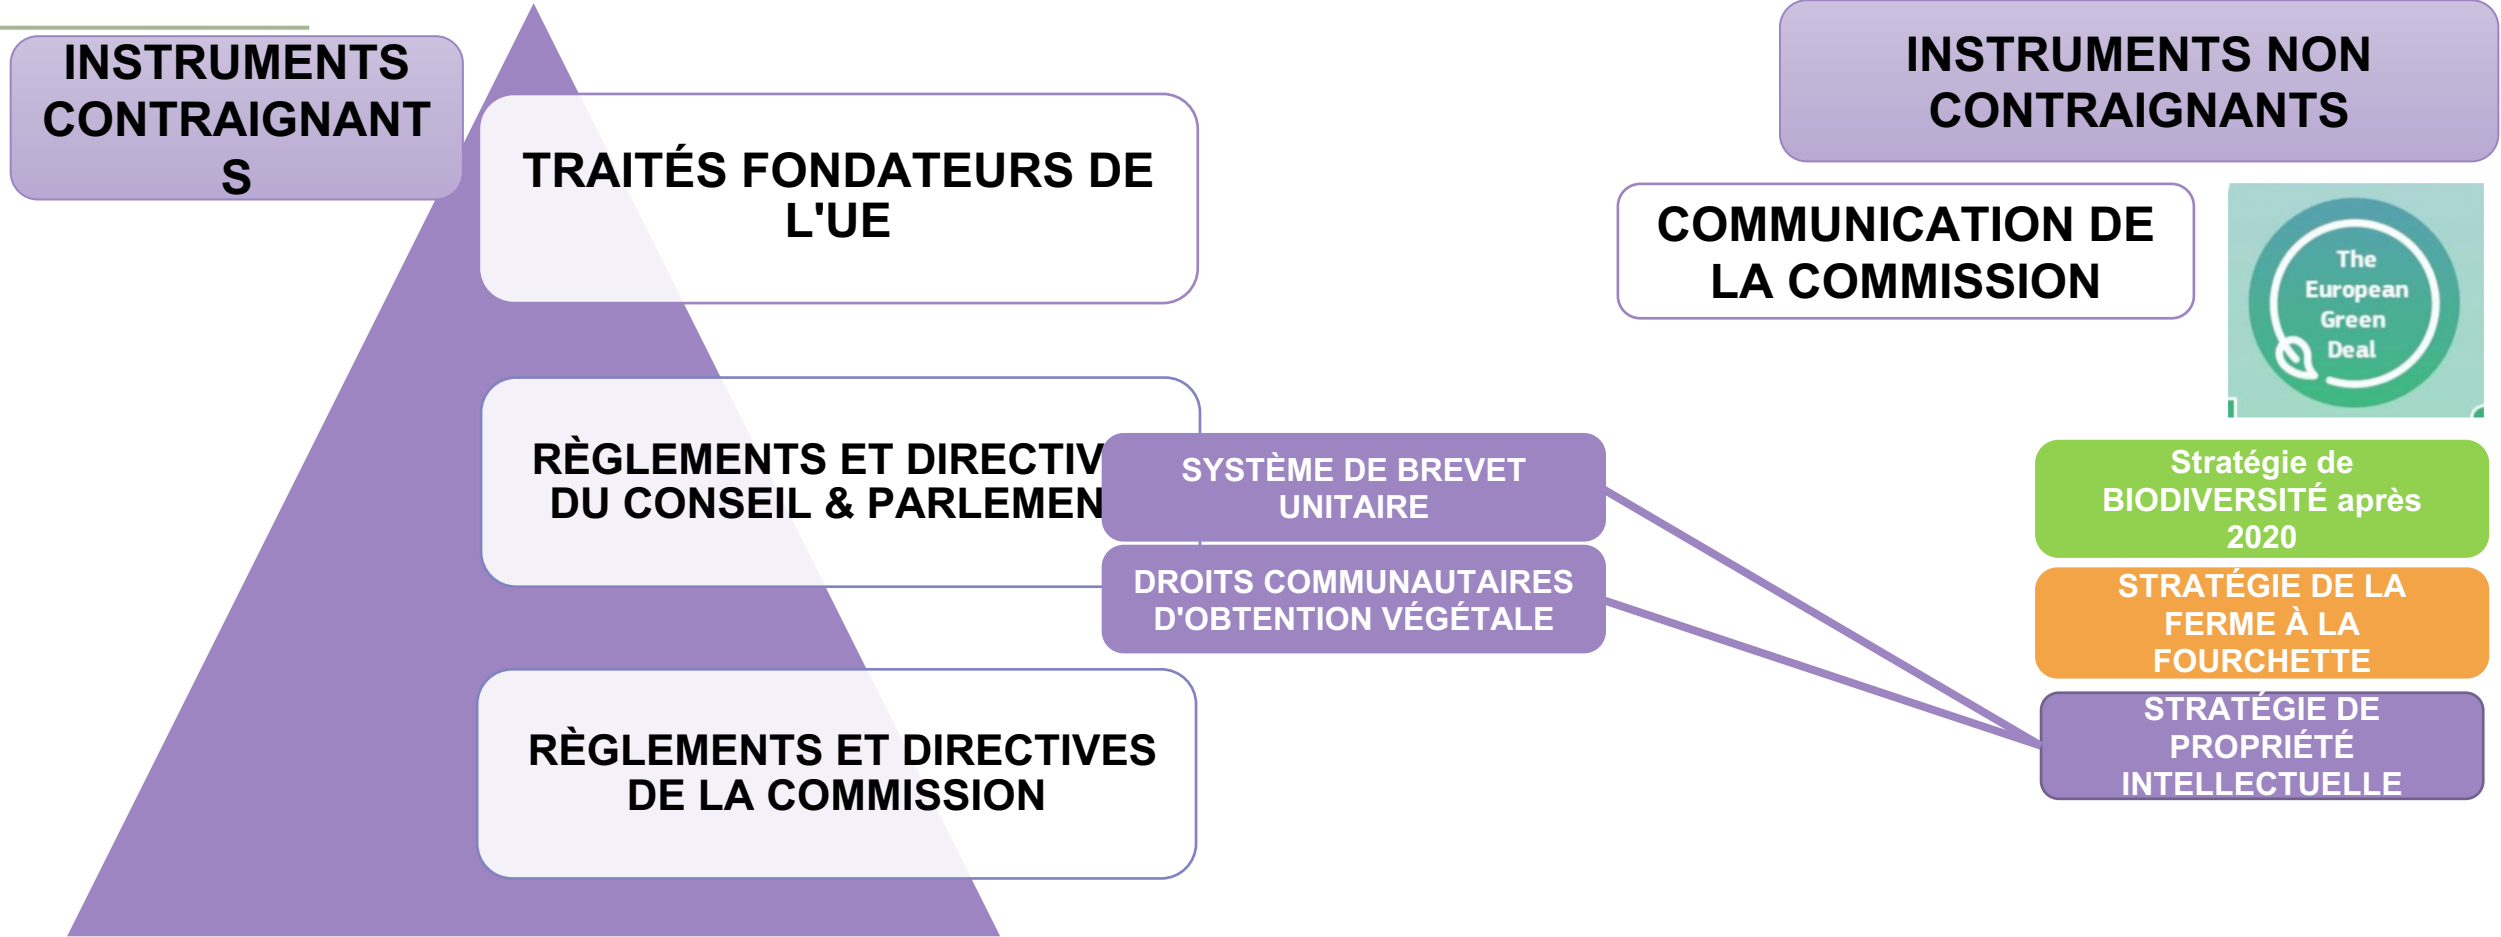 INSTRUMENTS
CONTRAIGNANT
S
TRAITÉS FONDATEURS DE
L'UE
RÈGLEMENTS ET DIRECTIV
DU CONSEIL & PARLEMEN
RÈGLEMENTS ET DIRECTIVES
DE LA COMMISSION
SYSTÈME DE BREVET
UNITAIRE
DROITS COMMUNAUTAIRES
D'OBTENTION VÉGÉTALE
INSTRUMENTS NON
CONTRAIGNANTS
COMMUNICATION DE
LA COMMISSION
The
European
Green
Deal
Stratégie de
BIODIVERSITÉ après
2020
STRATÉGIE DE LA
FERME À LA
FOURCHETTE
STRATÉGIE DE
PROPRIÉTÉ
INTELLECTUELLE